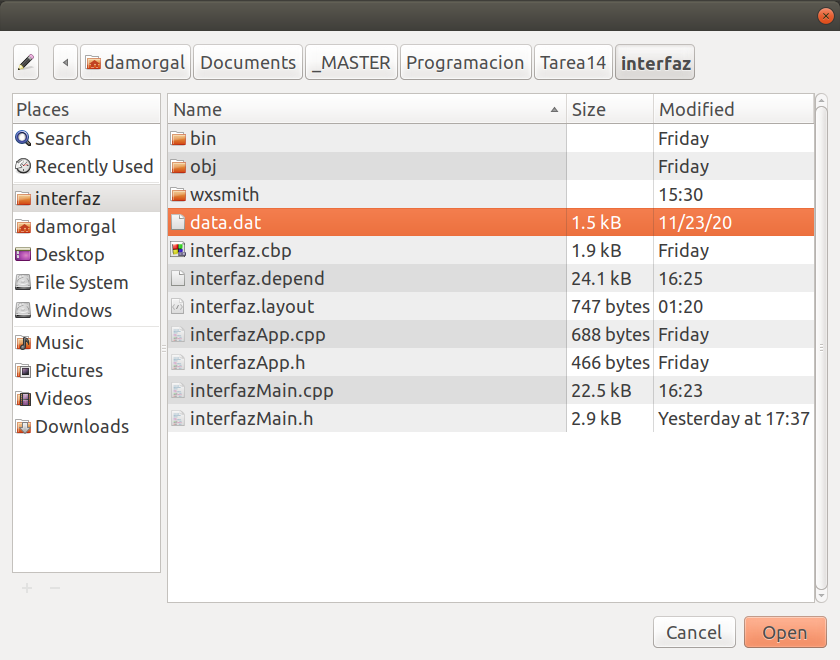 damorgal Documents _MASTER Programacion Tarea14 interfaz
Places
Search
Recently Used
interfaz
damorgal
Desktop
File System
Windows
Music
Pictures
Videos
Downloads
Name Size Modified
bin Friday
obj Friday
wxsmith 15:30
data.dat 1.5 kB 11/23/20
interfaz.cbp 1.9 kB Friday
interfaz.depend 24.1 kB 16:25
interfaz.layout 747 bytes 01:20
interfazApp.cpp 688 bytes Friday
interfazApp.h 466 bytes Friday
interfazMain.cpp 22.5 kB 16:23
interfazMain.h 2.9 kB Yesterday at 17:37
Cancel Open